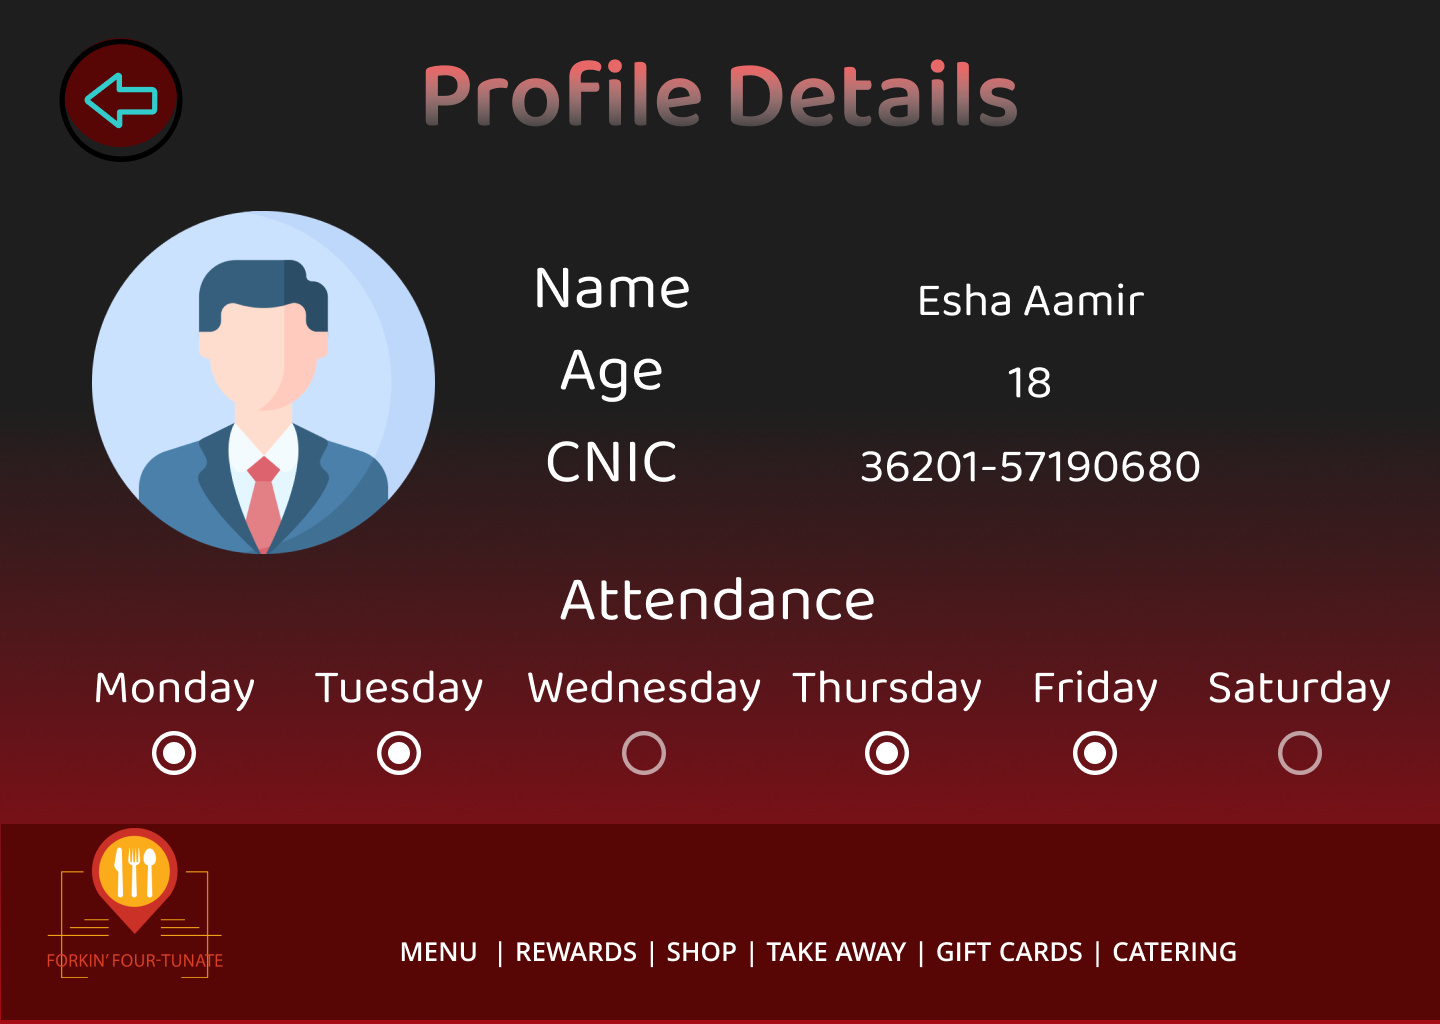 Profile Details
Name Esha Aamir
Age 18
CNIC 36201-57190680
Attendance
Monday Tuesday Wednesday Thursday Friday Saturday
FORKIN’ FOUR-TUNATE
MENU | REWARDS | SHOP | TAKE AWAY | GIFT CARDS | CATERING